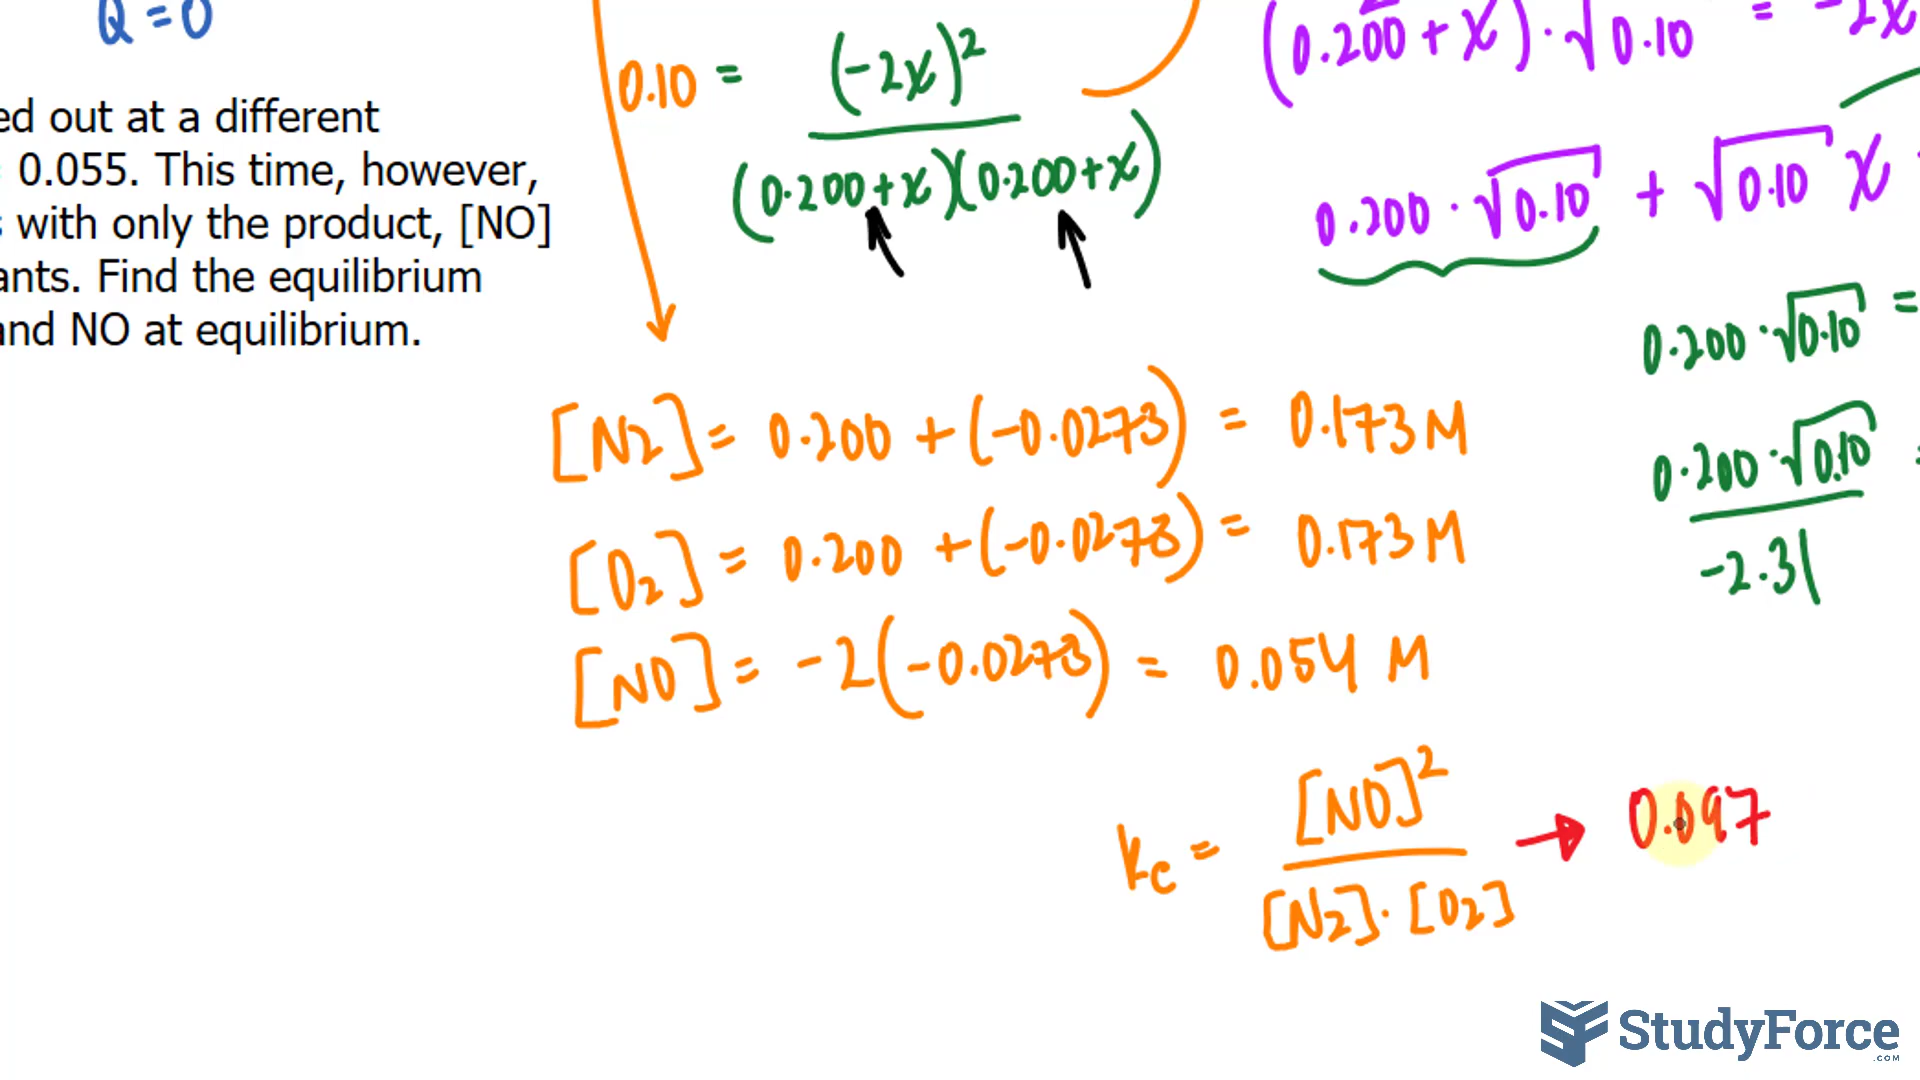 Q = 0
ed out at a different
= 0.055. This time, however,
s with only the product, [NO]
ants. Find the equilibrium
and NO at equilibrium.
0.10 = (-2x)² / (0.200+x)(0.200+x)
(0.200 + x) · √0.10 = -2x
0.200 · √0.10 + √0.10 x
0.200 · √0.10 =
0.200 · √0.10 / -2.31
[N2] = 0.200 + (-0.0273) = 0.173 M
[O2] = 0.200 + (-0.0273) = 0.173 M
[NO] = -2(-0.0273) = 0.054 M
kc = [NO]² / [N2] · [O2] → 0.097
StudyForce
.COM